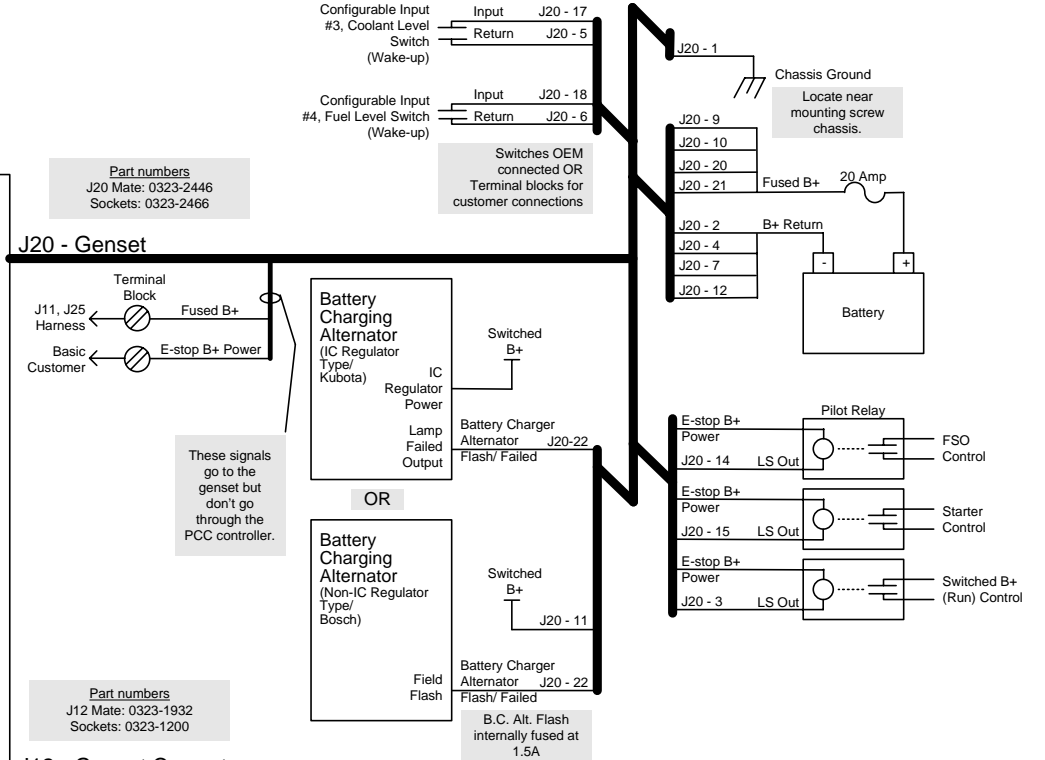 Configurable Input
#3, Coolant Level
Switch
(Wake-up)
Input
J20 - 17
Return
J20 - 5
Configurable Input
#4, Fuel Level Switch
(Wake-up)
Input
J20 - 18
Return
J20 - 6
Switches OEM
connected OR
Terminal blocks for
customer connections
J20 - 1
Chassis Ground
Locate near
mounting screw
chassis.
J20 - 9
J20 - 10
J20 - 20
J20 - 21
Fused B+
20 Amp
J20 - 2
B+ Return
J20 - 4
J20 - 7
J20 - 12
-
+
Battery
Part numbers
J20 Mate: 0323-2446
Sockets: 0323-2466
J20 - Genset
Terminal
Block
J11, J25
Harness
Fused B+
Basic
Customer
E-stop B+ Power
These signals
go to the
genset but
don't go
through the
PCC controller.
Battery
Charging
Alternator
(IC Regulator
Type/
Kubota)
IC
Regulator
Power
Lamp
Failed
Output
Switched
B+
Battery Charger
Alternator J20-22
Flash/ Failed
OR
Battery
Charging
Alternator
(Non-IC Regulator
Type/
Bosch)
Field
Flash
Switched
B+
J20 - 11
Battery Charger
Alternator J20 - 22
Flash/ Failed
B.C. Alt. Flash
internally fused at
1.5A
Pilot Relay
E-stop B+
Power
J20 - 14 LS Out
FSO
Control
E-stop B+
Power
J20 - 15 LS Out
Starter
Control
E-stop B+
Power
J20 - 3 LS Out
Switched B+
(Run) Control
Part numbers
J12 Mate: 0323-1932
Sockets: 0323-1200